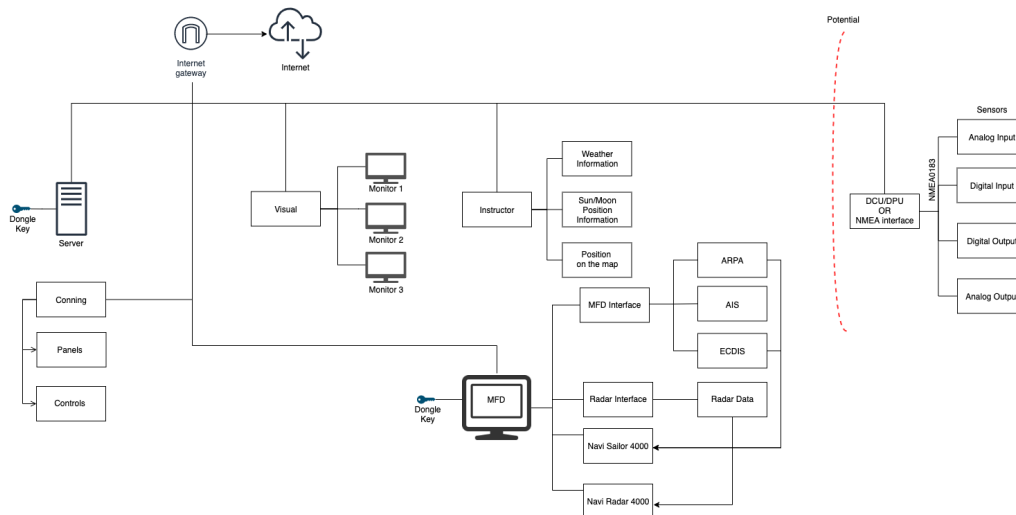 Potential
Internet
gateway
Internet
Sensors
Analog Input
Weather
Information
Monitor 1
NMEA0183
Digital Input
Dongle
Key
Server
Visual
Monitor 2
Instructor
Sun/Moon
Position
Information
DCU/DPU
OR
NMEA interface
Digital Output
Monitor 3
Position
on the map
ARPA
Conning
MFD Interface
AIS
Analog Output
Panels
ECDIS
Controls
Dongle
Key
MFD
Radar Interface
Radar Data
Navi Sailor 4000
Navi Radar 4000